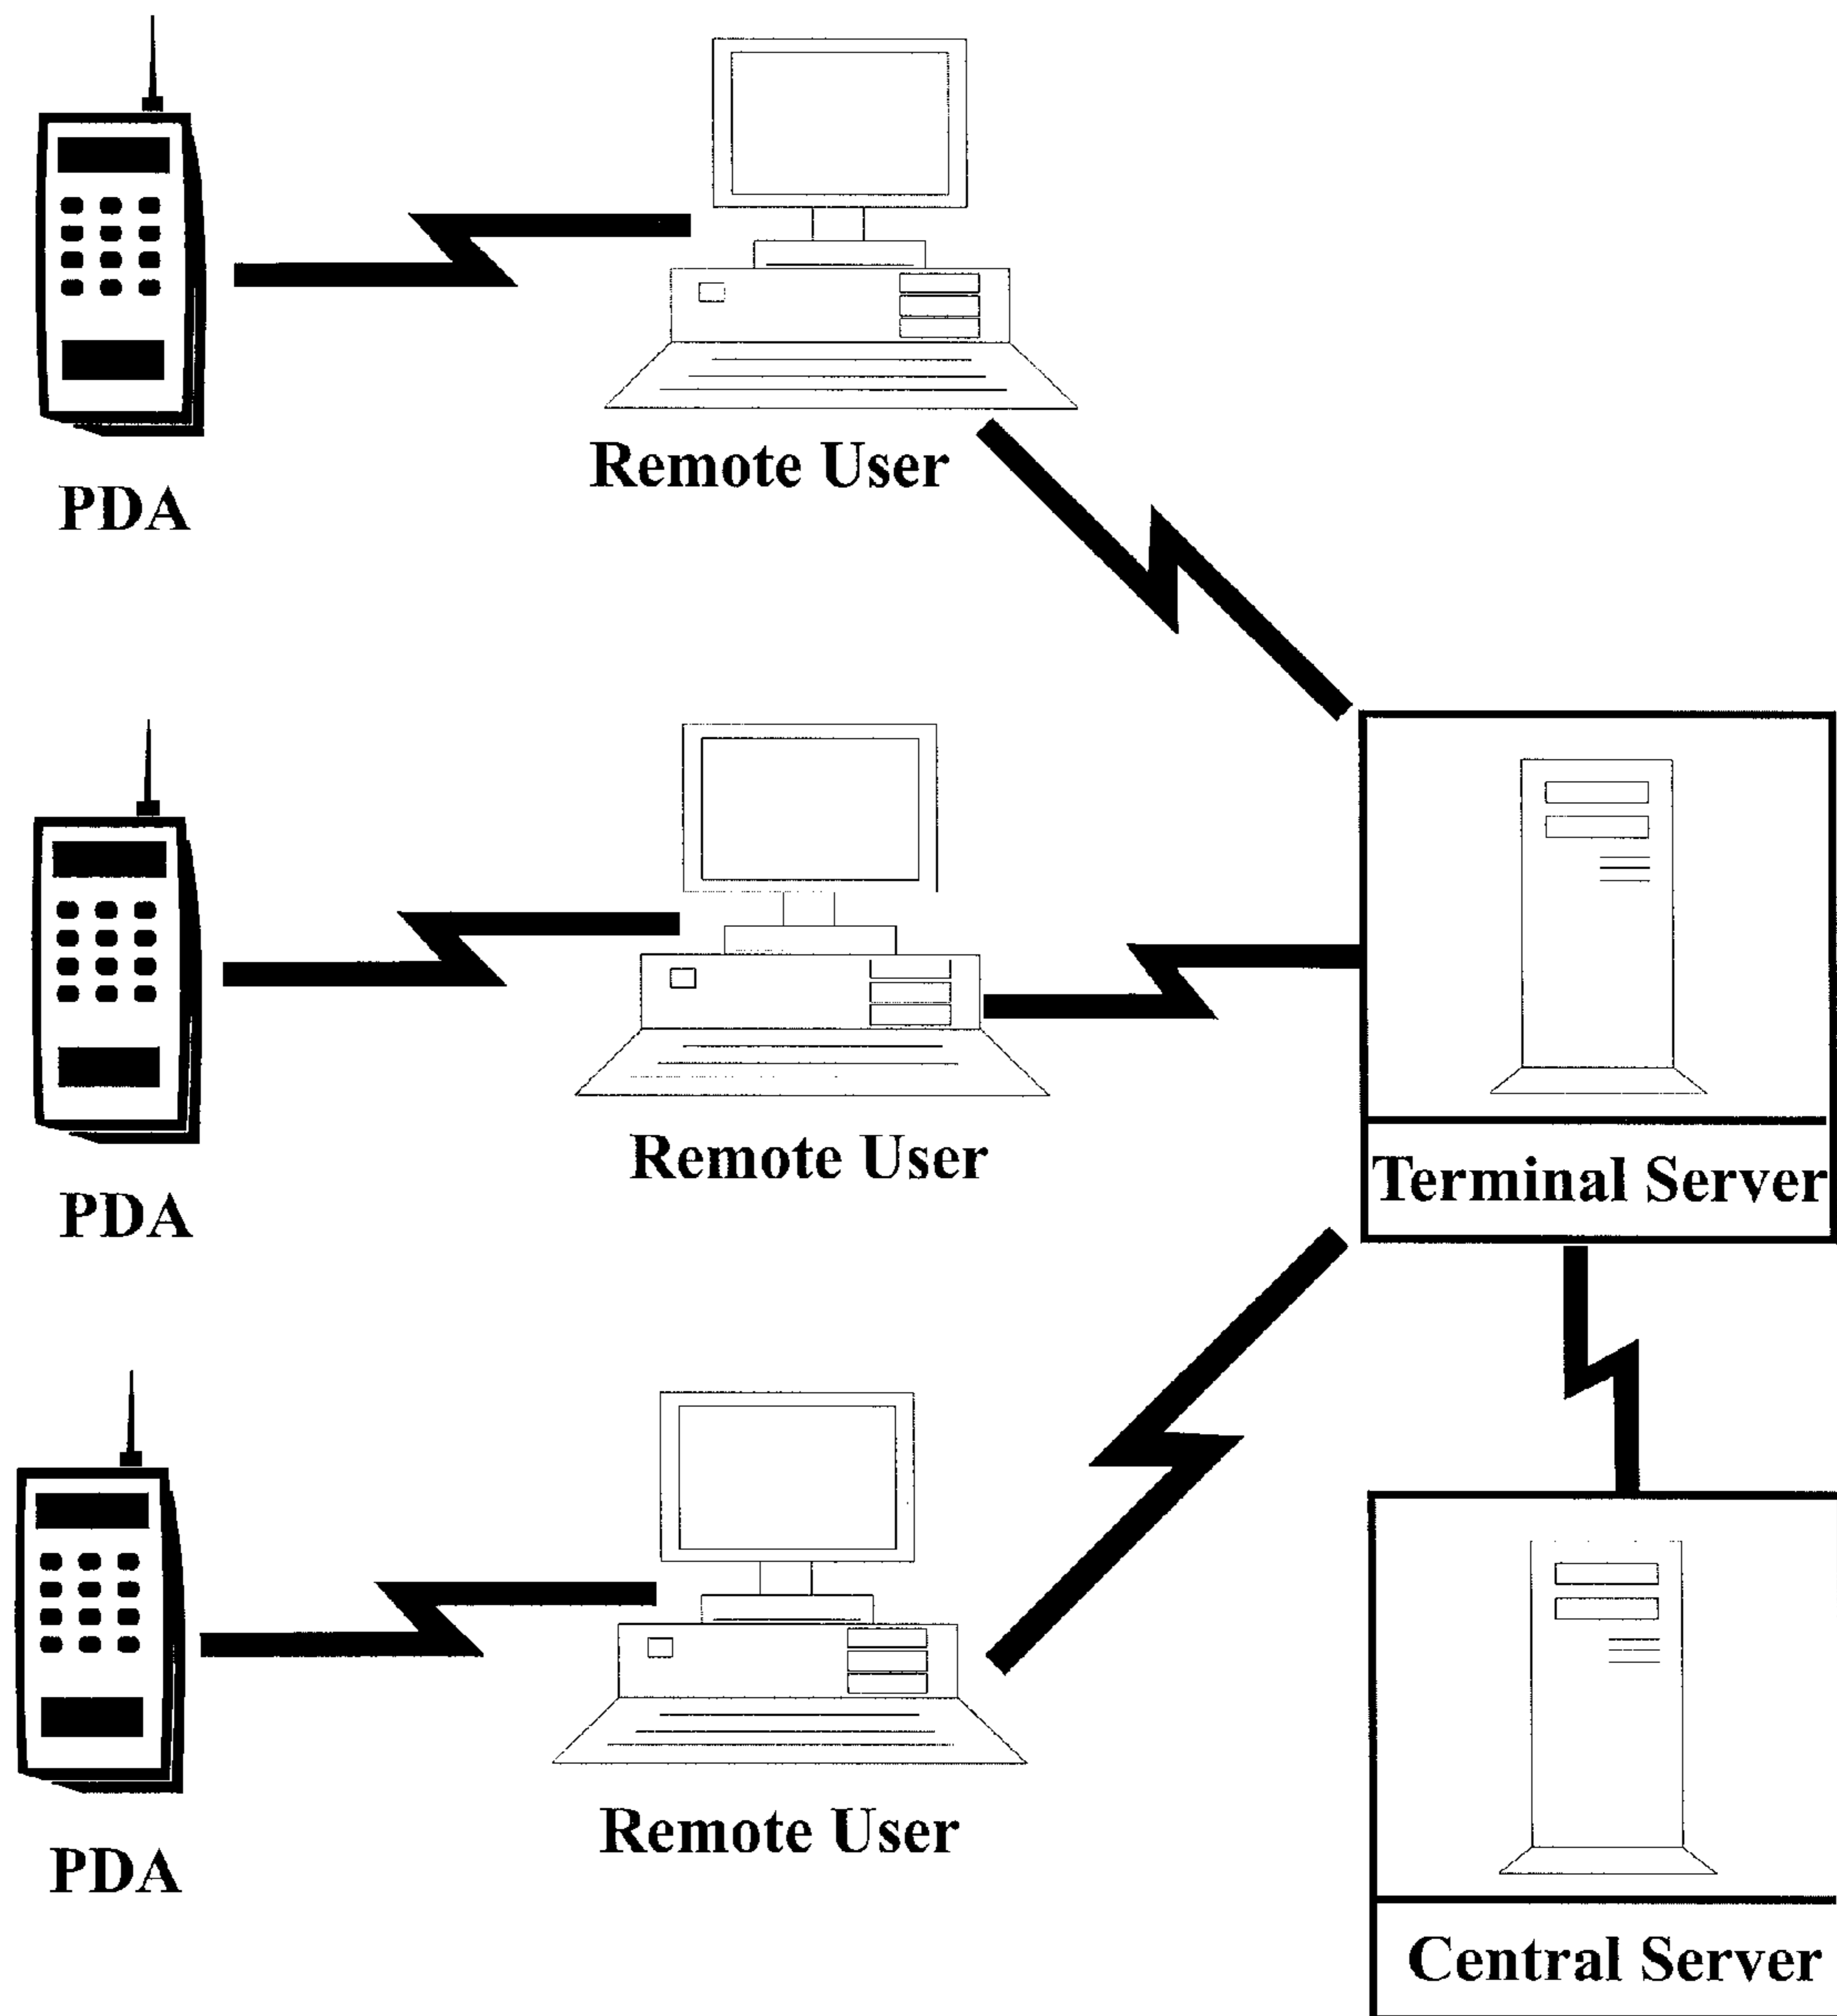 Remote User
PDA
Remote User
Terminal Server
PDA
Remote User
PDA
Central Server